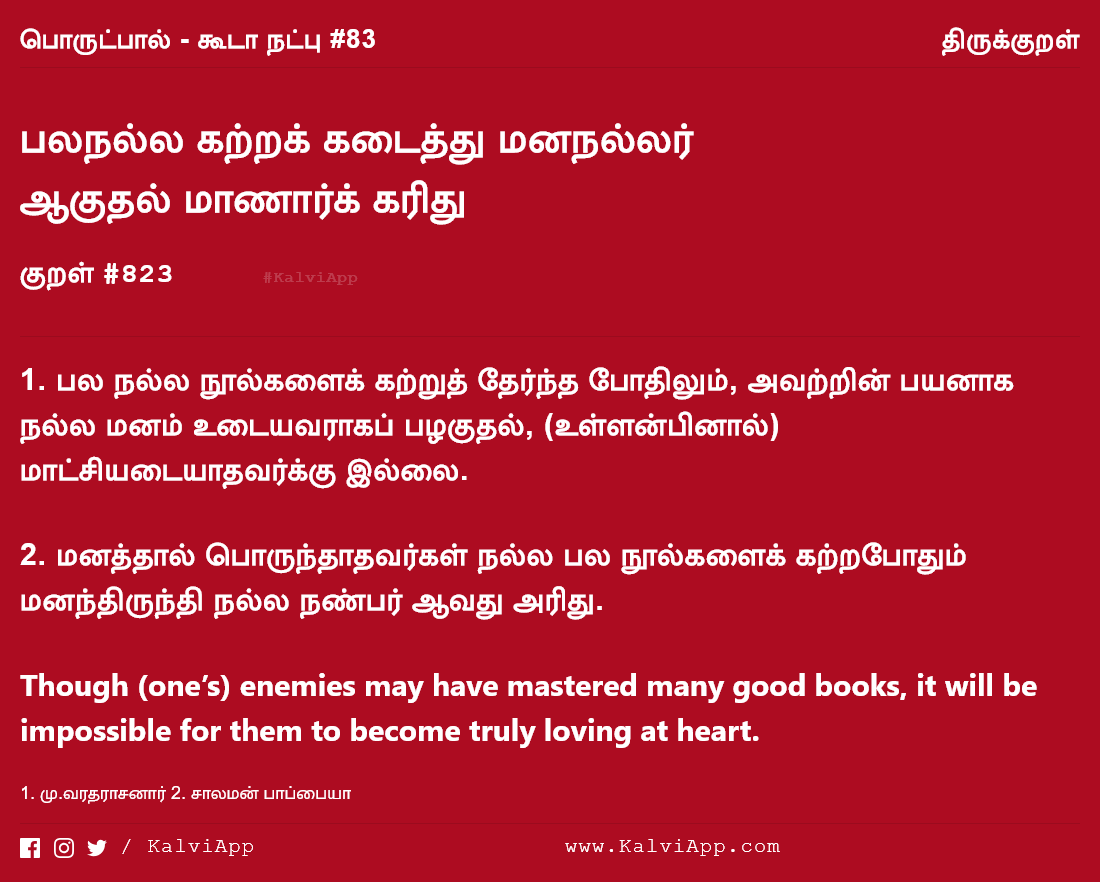 பொருட்பால் - கூடா நட்பு #83 திருக்குறள்
பலநல்ல கற்றக் கடைத்து மனநல்லர்
ஆகுதல் மாணார்க் கரிது
குறள் #823 #KalviApp
1. பல நல்ல நூல்களைக் கற்றுத் தேர்ந்த போதிலும், அவற்றின் பயனாக
நல்ல மனம் உடையவராகப் பழகுதல், (உள்ளன்பினால்)
மாட்சியடையாதவர்க்கு இல்லை.
2. மனத்தால் பொருந்தாதவர்கள் நல்ல பல நூல்களைக் கற்றபோதும்
மனந்திருந்தி நல்ல நண்பர் ஆவது அரிது.
Though (one’s) enemies may have mastered many good books, it will be
impossible for them to become truly loving at heart.
1. மு.வரதராசனார் 2. சாலமன் பாப்பையா
/ KalviApp www.KalviApp.com